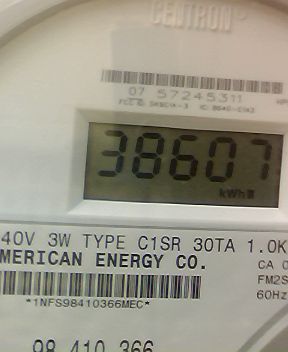 CENTRON®
07 57245311
38607
kWh
40V 3W TYPE C1SR 30TA 1.0K
MERICAN ENERGY CO.
CA 0
FM2S
60Hz
*1NFS98410366MEC*
98 410 366